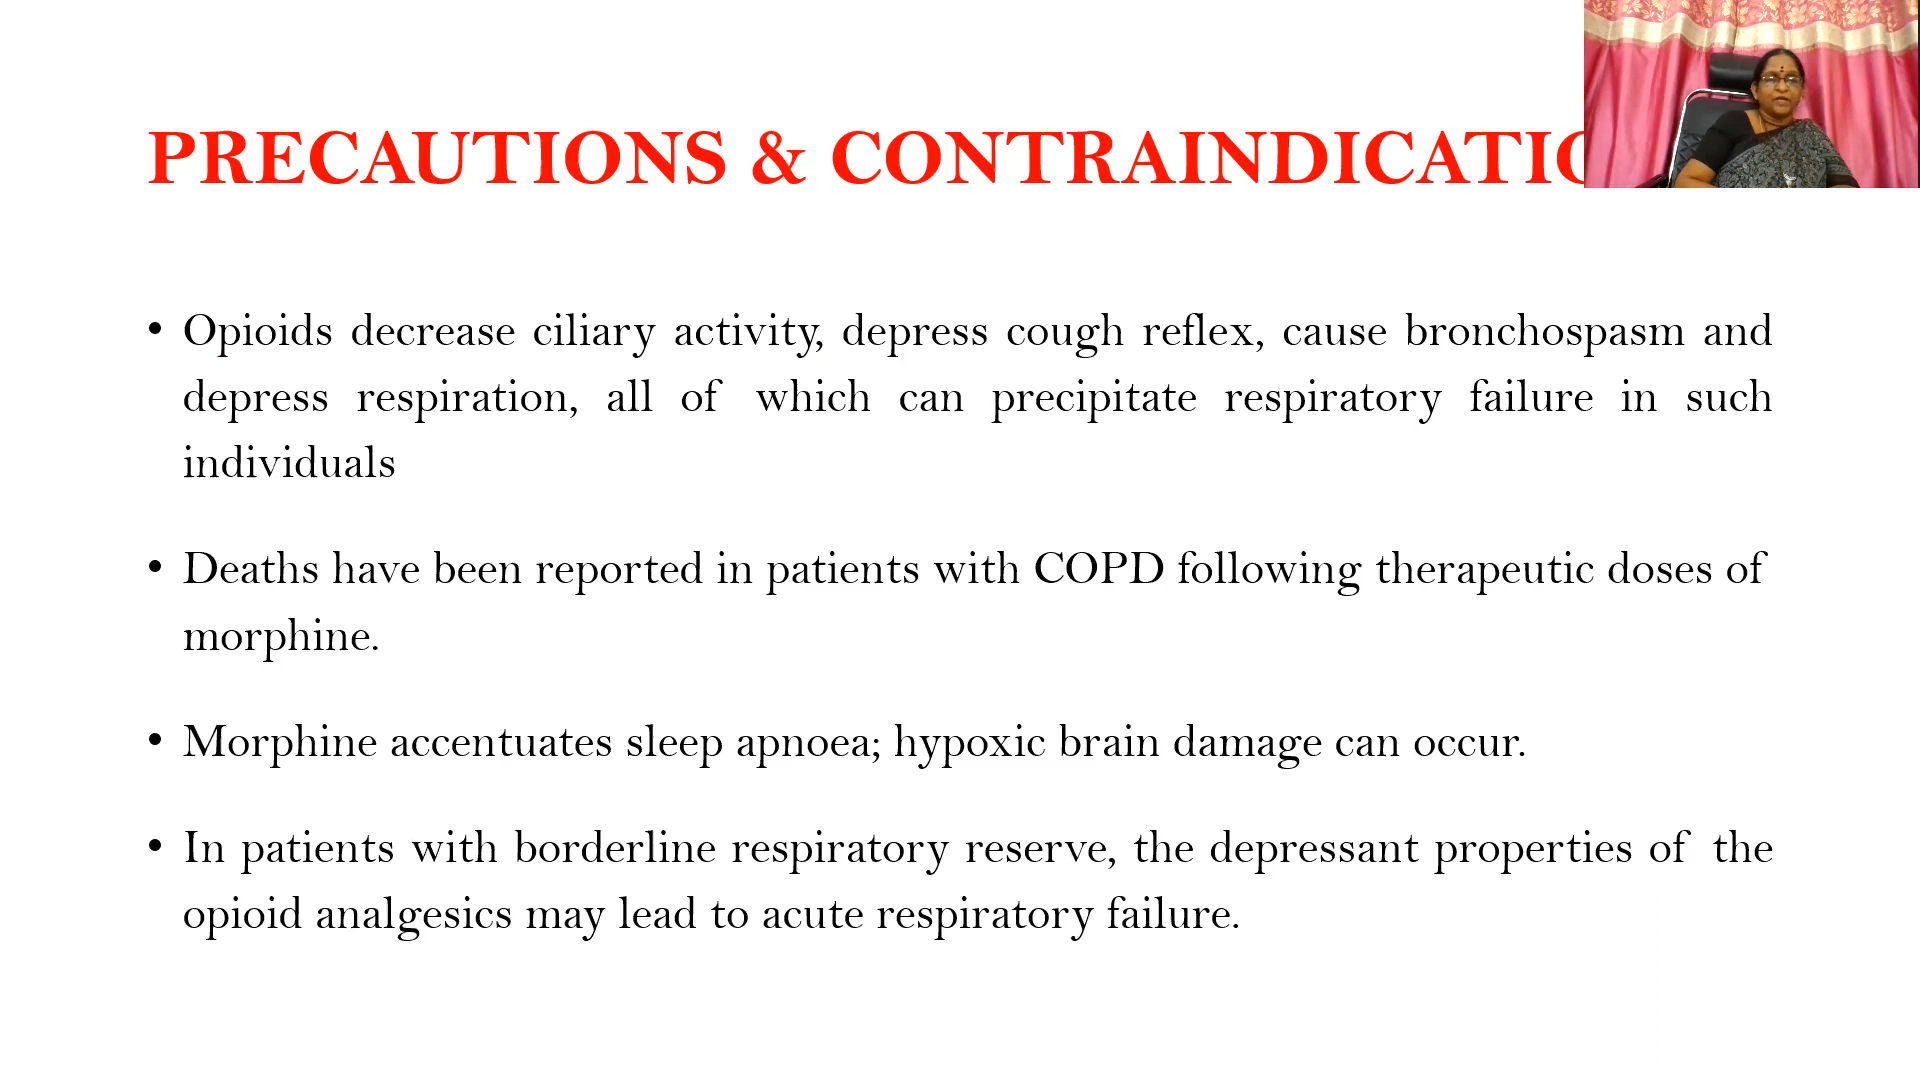 PRECAUTIONS & CONTRAINDICATIO
• Opioids decrease ciliary activity, depress cough reflex, cause bronchospasm and
depress respiration, all of which can precipitate respiratory failure in such
individuals
• Deaths have been reported in patients with COPD following therapeutic doses of
morphine.
• Morphine accentuates sleep apnoea; hypoxic brain damage can occur.
• In patients with borderline respiratory reserve, the depressant properties of the
opioid analgesics may lead to acute respiratory failure.